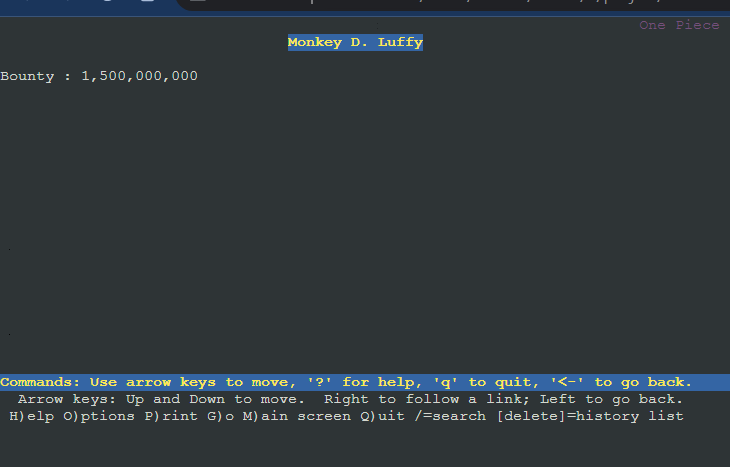 One Piece
Monkey D. Luffy
Bounty : 1,500,000,000
Commands: Use arrow keys to move, '?' for help, 'q' to quit, '<-' to go back.
Arrow keys: Up and Down to move.  Right to follow a link; Left to go back.
H)elp O)ptions P)rint G)o M)ain screen Q)uit /=search [delete]=history list